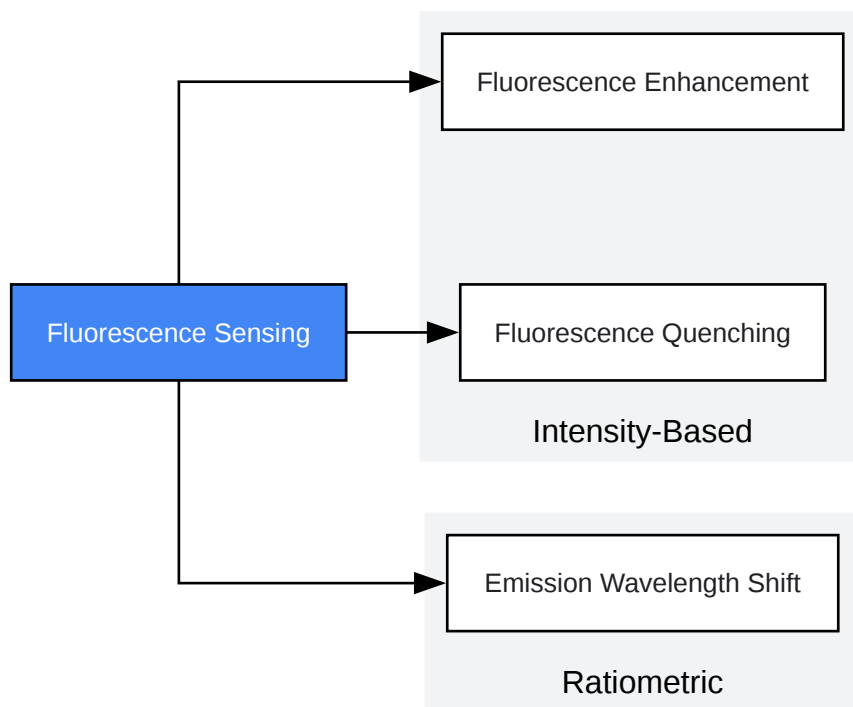 Fluorescence Enhancement
Fluorescence Sensing
Fluorescence Quenching
Intensity-Based
Emission Wavelength Shift
Ratiometric